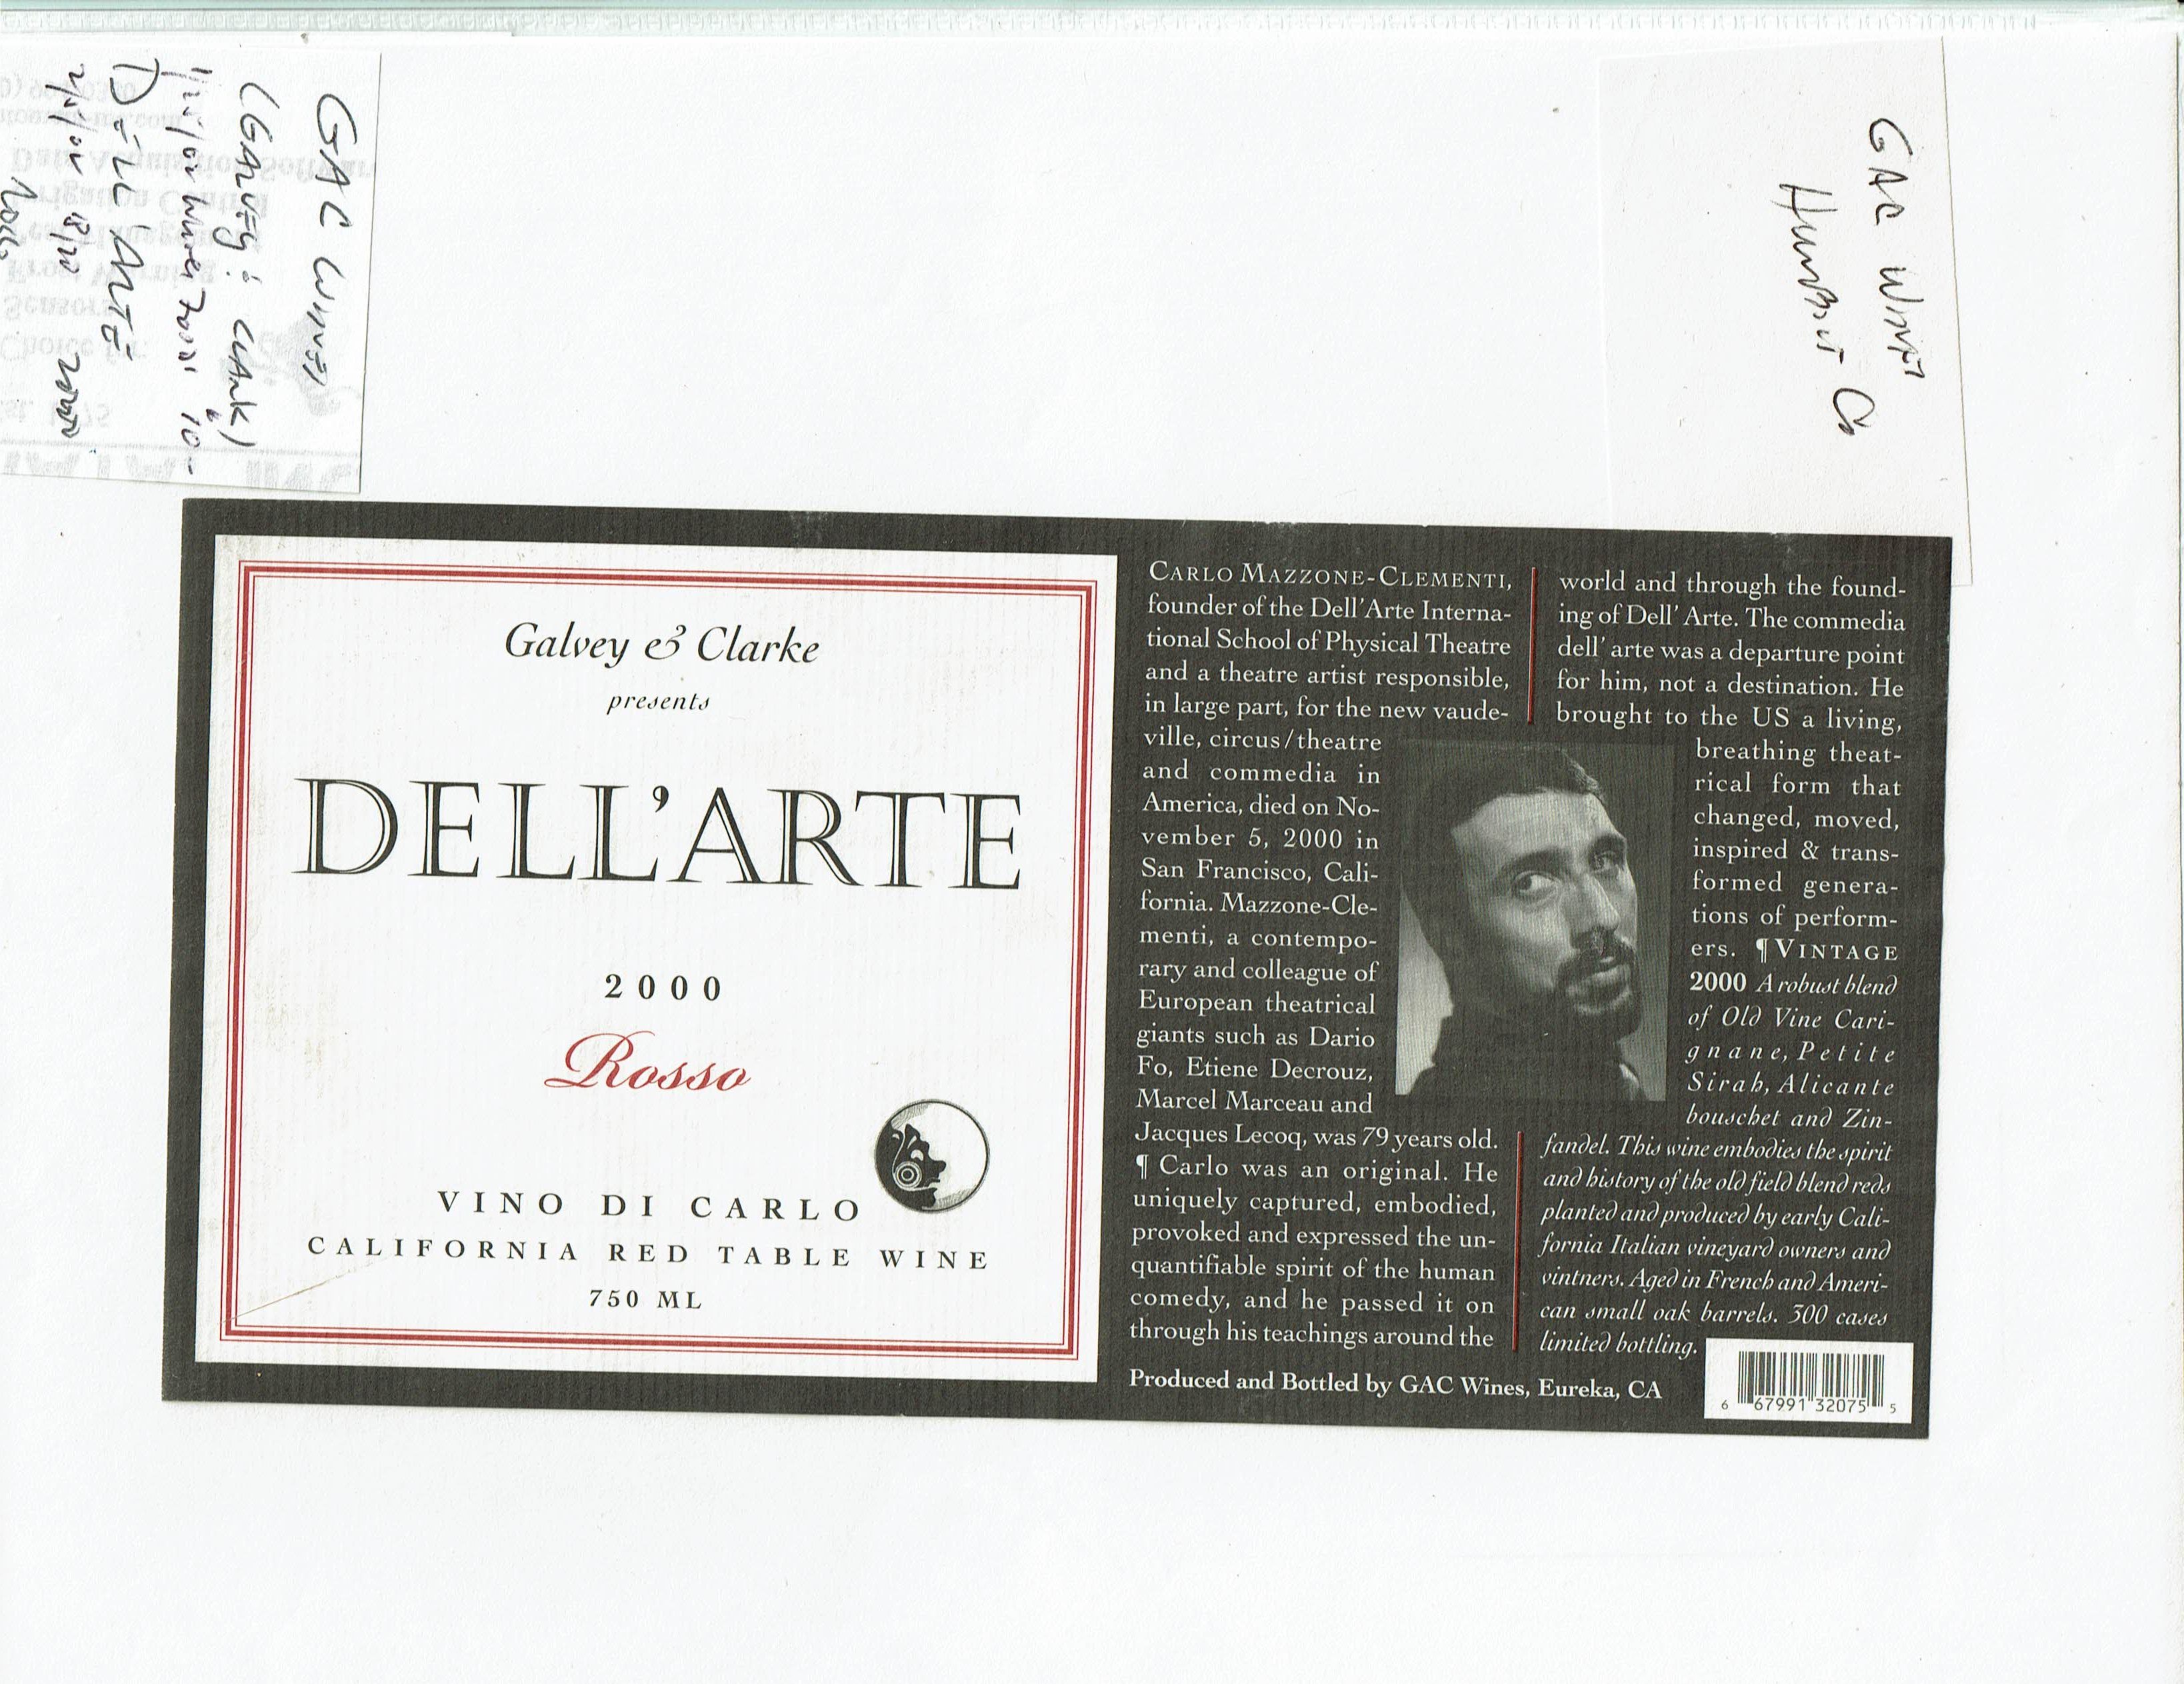 GAC WINES
(GALVEY & CLARK)
DELL'ARTE
2000
GAC WINES
HUMBOLT Co
Galvey & Clarke
presents
DELL'ARTE
2000
Rosso
VINO DI CARLO
CALIFORNIA RED TABLE WINE
750 ML
CARLO MAZZONE-CLEMENTI,
founder of the Dell'Arte Interna-
tional School of Physical Theatre
and a theatre artist responsible,
in large part, for the new vaude-
ville, circus/theatre
and commedia in
America, died on No-
vember 5, 2000 in
San Francisco, Cali-
fornia. Mazzone-Cle-
menti, a contempo-
rary and colleague of
European theatrical
giants such as Dario
Fo, Etiene Decrouz,
Marcel Marceau and
Jacques Lecoq, was 79 years old.
¶ Carlo was an original. He
uniquely captured, embodied,
provoked and expressed the un-
quantifiable spirit of the human
comedy, and he passed it on
through his teachings around the
world and through the found-
ing of Dell' Arte. The commedia
dell' arte was a departure point
for him, not a destination. He
brought to the US a living,
breathing theat-
rical form that
changed, moved,
inspired & trans-
formed genera-
tions of perform-
ers. ¶ VINTAGE
2000 A robust blend
of Old Vine Cari-
gnane, Petite
Sirah, Alicante
bouschet and Zin-
fandel. This wine embodies the spirit
and history of the old field blend reds
planted and produced by early Cali-
fornia Italian vineyard owners and
vintners. Aged in French and Ameri-
can small oak barrels. 300 cases
limited bottling.
Produced and Bottled by GAC Wines, Eureka, CA
6 67991 32075 5